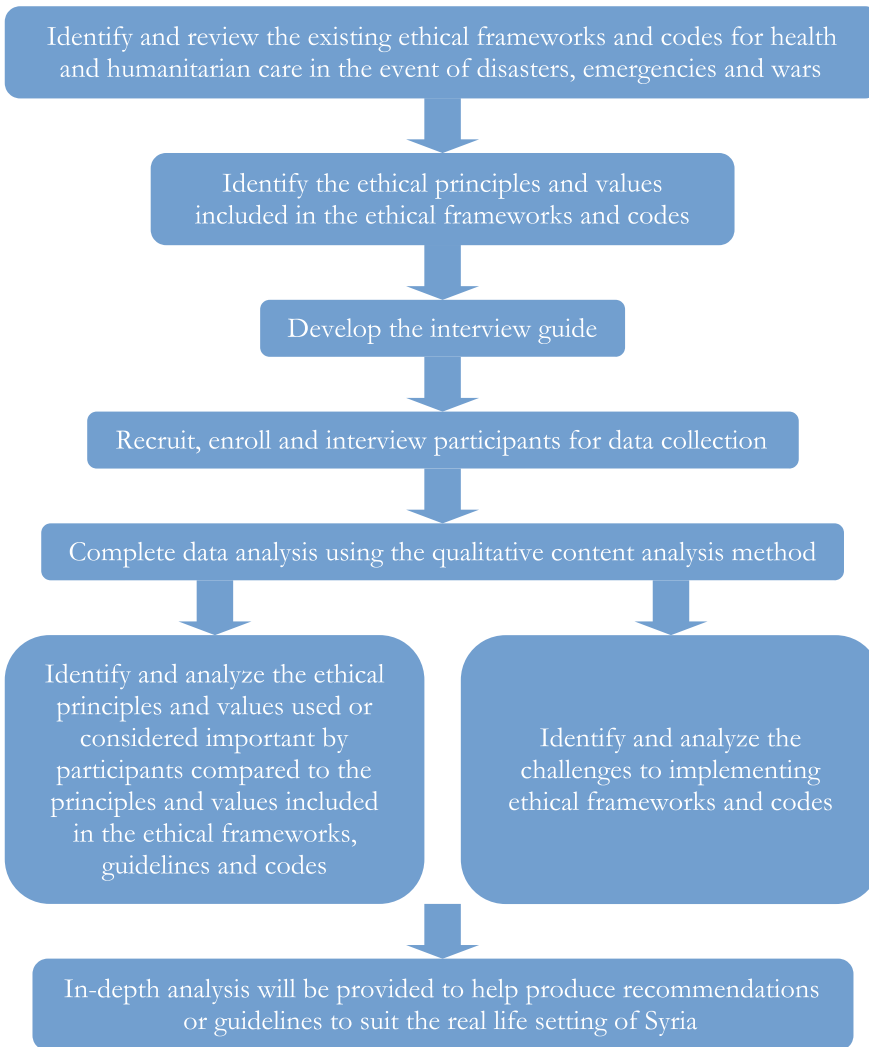 Identify and review the existing ethical frameworks and codes for health
and humanitarian care in the event of disasters, emergencies and wars
Identify the ethical principles and values
included in the ethical frameworks and codes
Develop the interview guide
Recruit, enroll and interview participants for data collection
Complete data analysis using the qualitative content analysis method
Identify and analyze the ethical
principles and values used or
considered important by
participants compared to the
principles and values included
in the ethical frameworks,
guidelines and codes
Identify and analyze the
challenges to implementing
ethical frameworks and codes
In-depth analysis will be provided to help produce recommendations
or guidelines to suit the real life setting of Syria